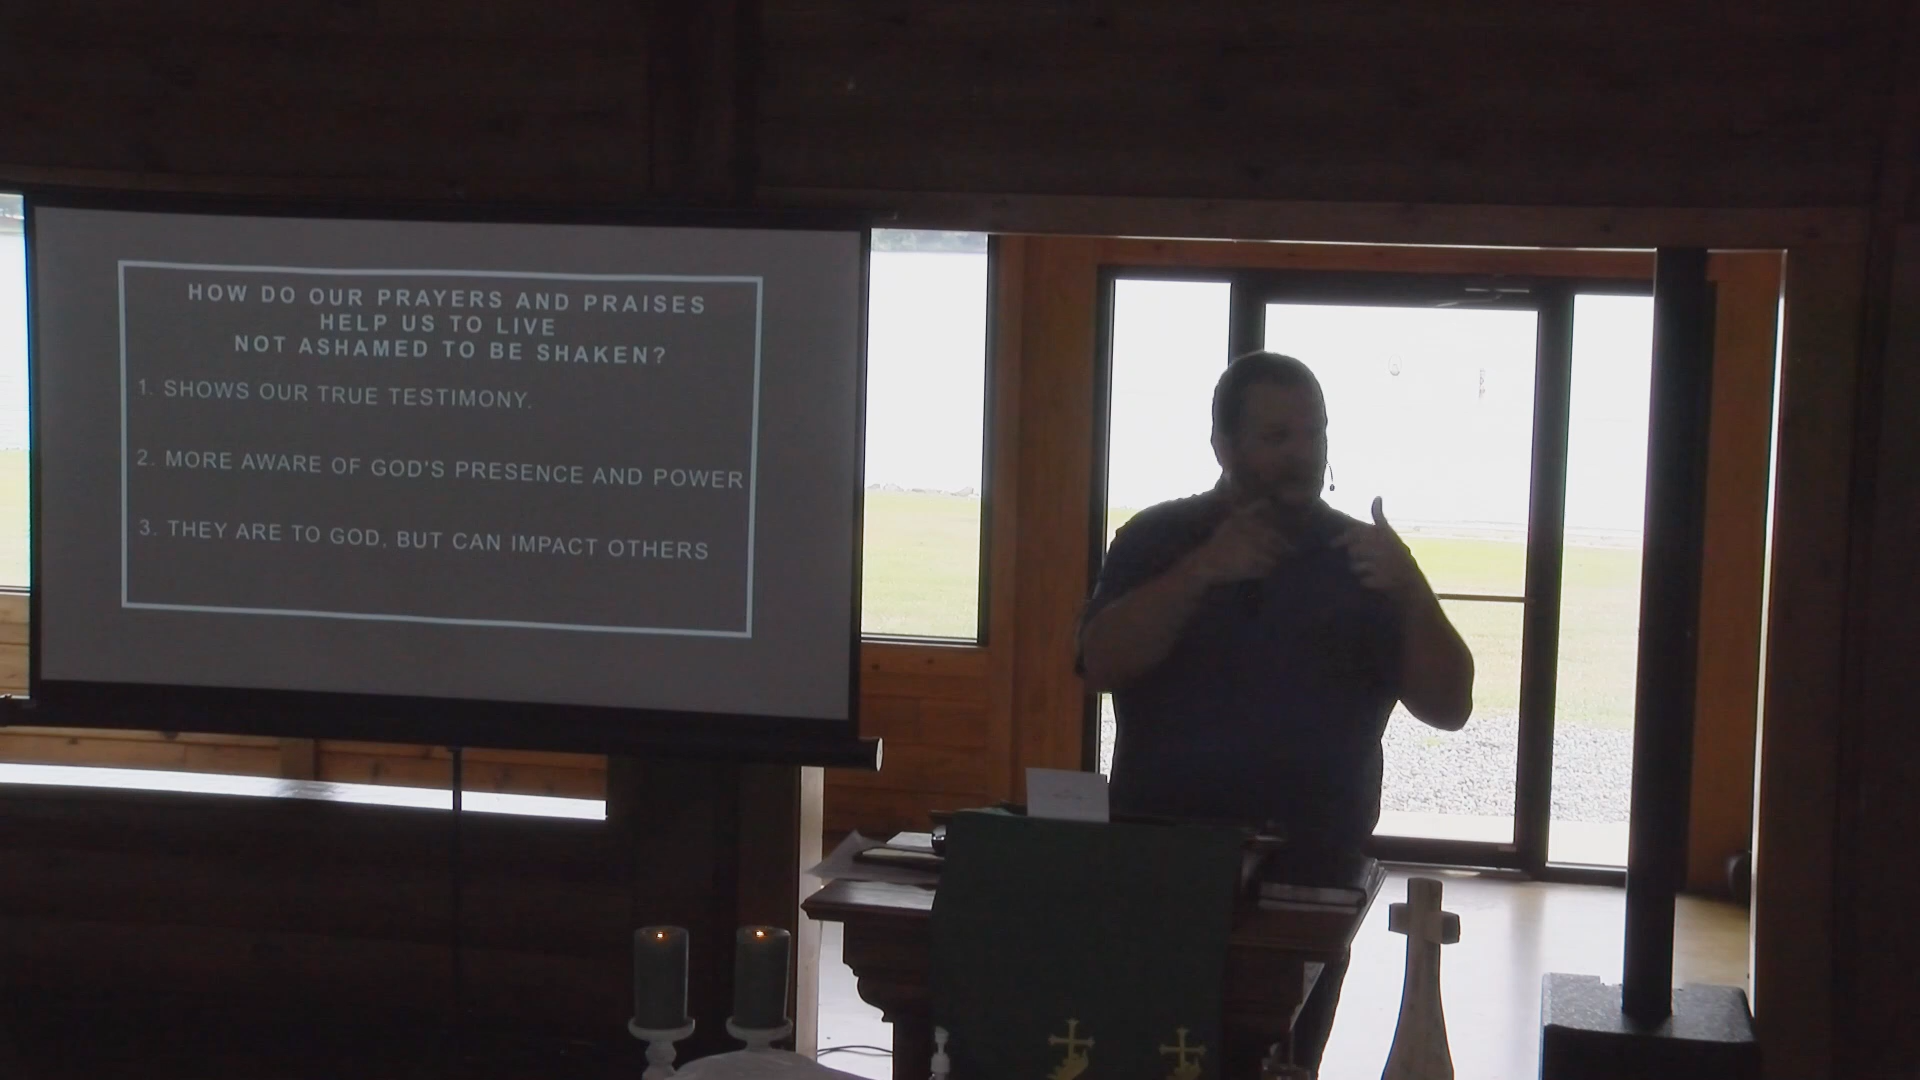 HOW DO OUR PRAYERS AND PRAISES
HELP US TO LIVE
NOT ASHAMED TO BE SHAKEN?
1. SHOWS OUR TRUE TESTIMONY.
2. MORE AWARE OF GOD'S PRESENCE AND POWER
3. THEY ARE TO GOD, BUT CAN IMPACT OTHERS